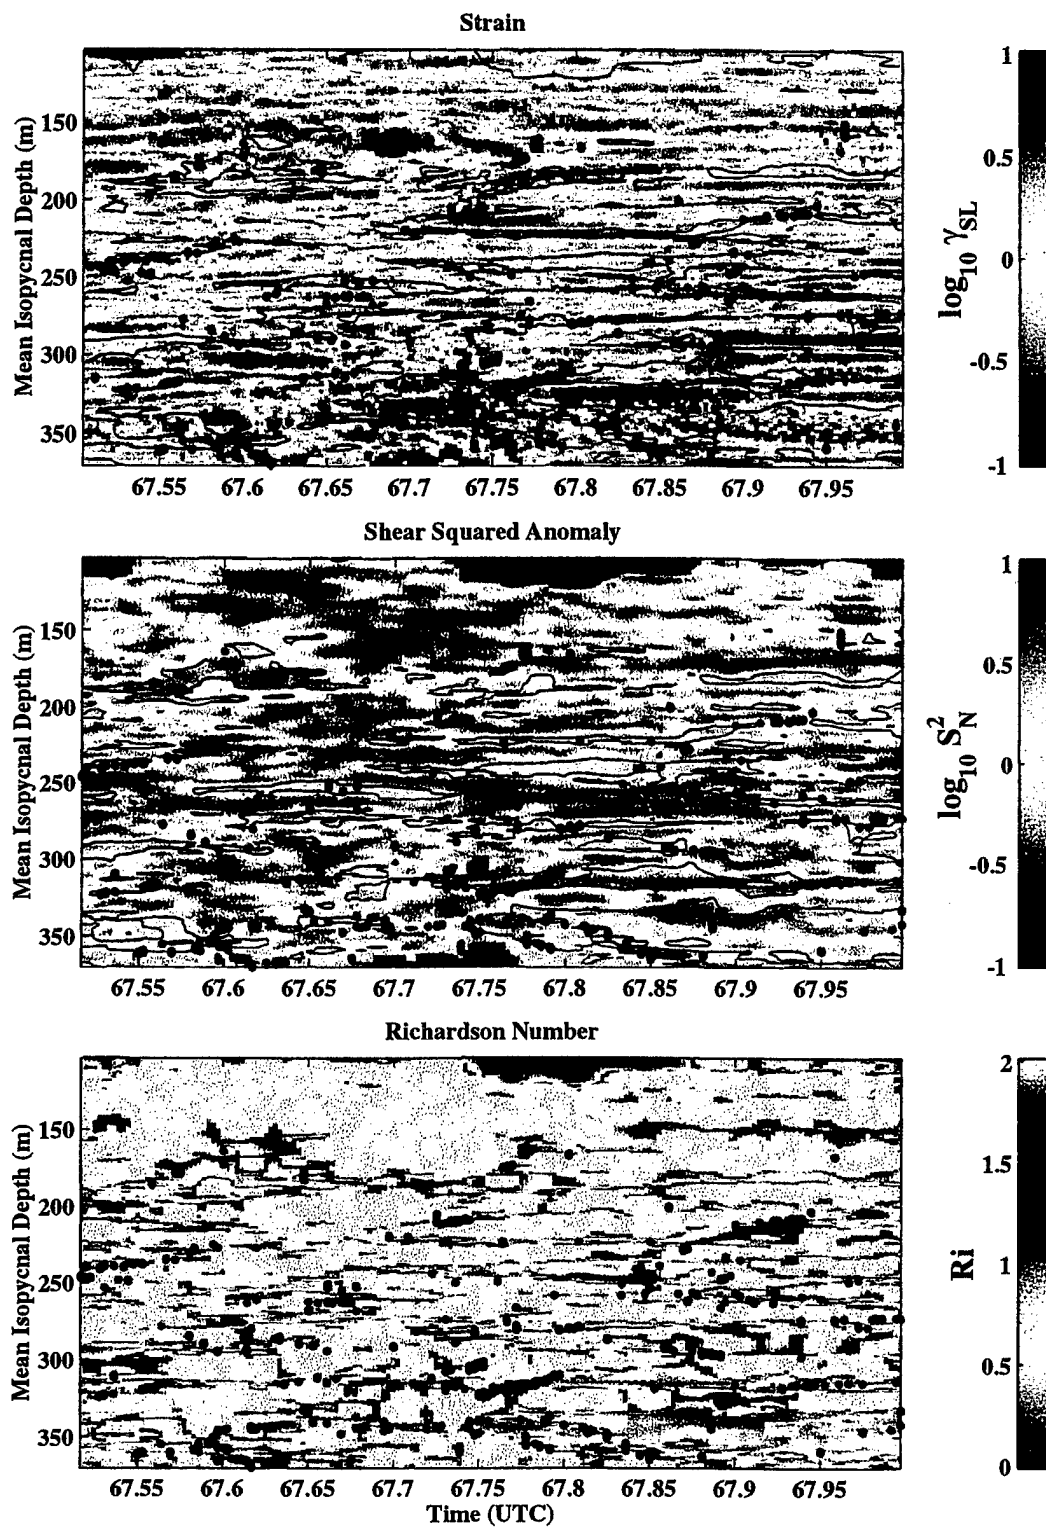 Strain
Mean Isopycnal Depth (m)
150
200
250
300
350
67.55 67.6 67.65 67.7 67.75 67.8 67.85 67.9 67.95
log10 γSL
1
0.5
0
-0.5
-1
Shear Squared Anomaly
Mean Isopycnal Depth (m)
150
200
250
300
350
67.55 67.6 67.65 67.7 67.75 67.8 67.85 67.9 67.95
log10 S²N
1
0.5
0
-0.5
-1
Richardson Number
Mean Isopycnal Depth (m)
150
200
250
300
350
67.55 67.6 67.65 67.7 67.75 67.8 67.85 67.9 67.95
Time (UTC)
Ri
2
1.5
1
0.5
0